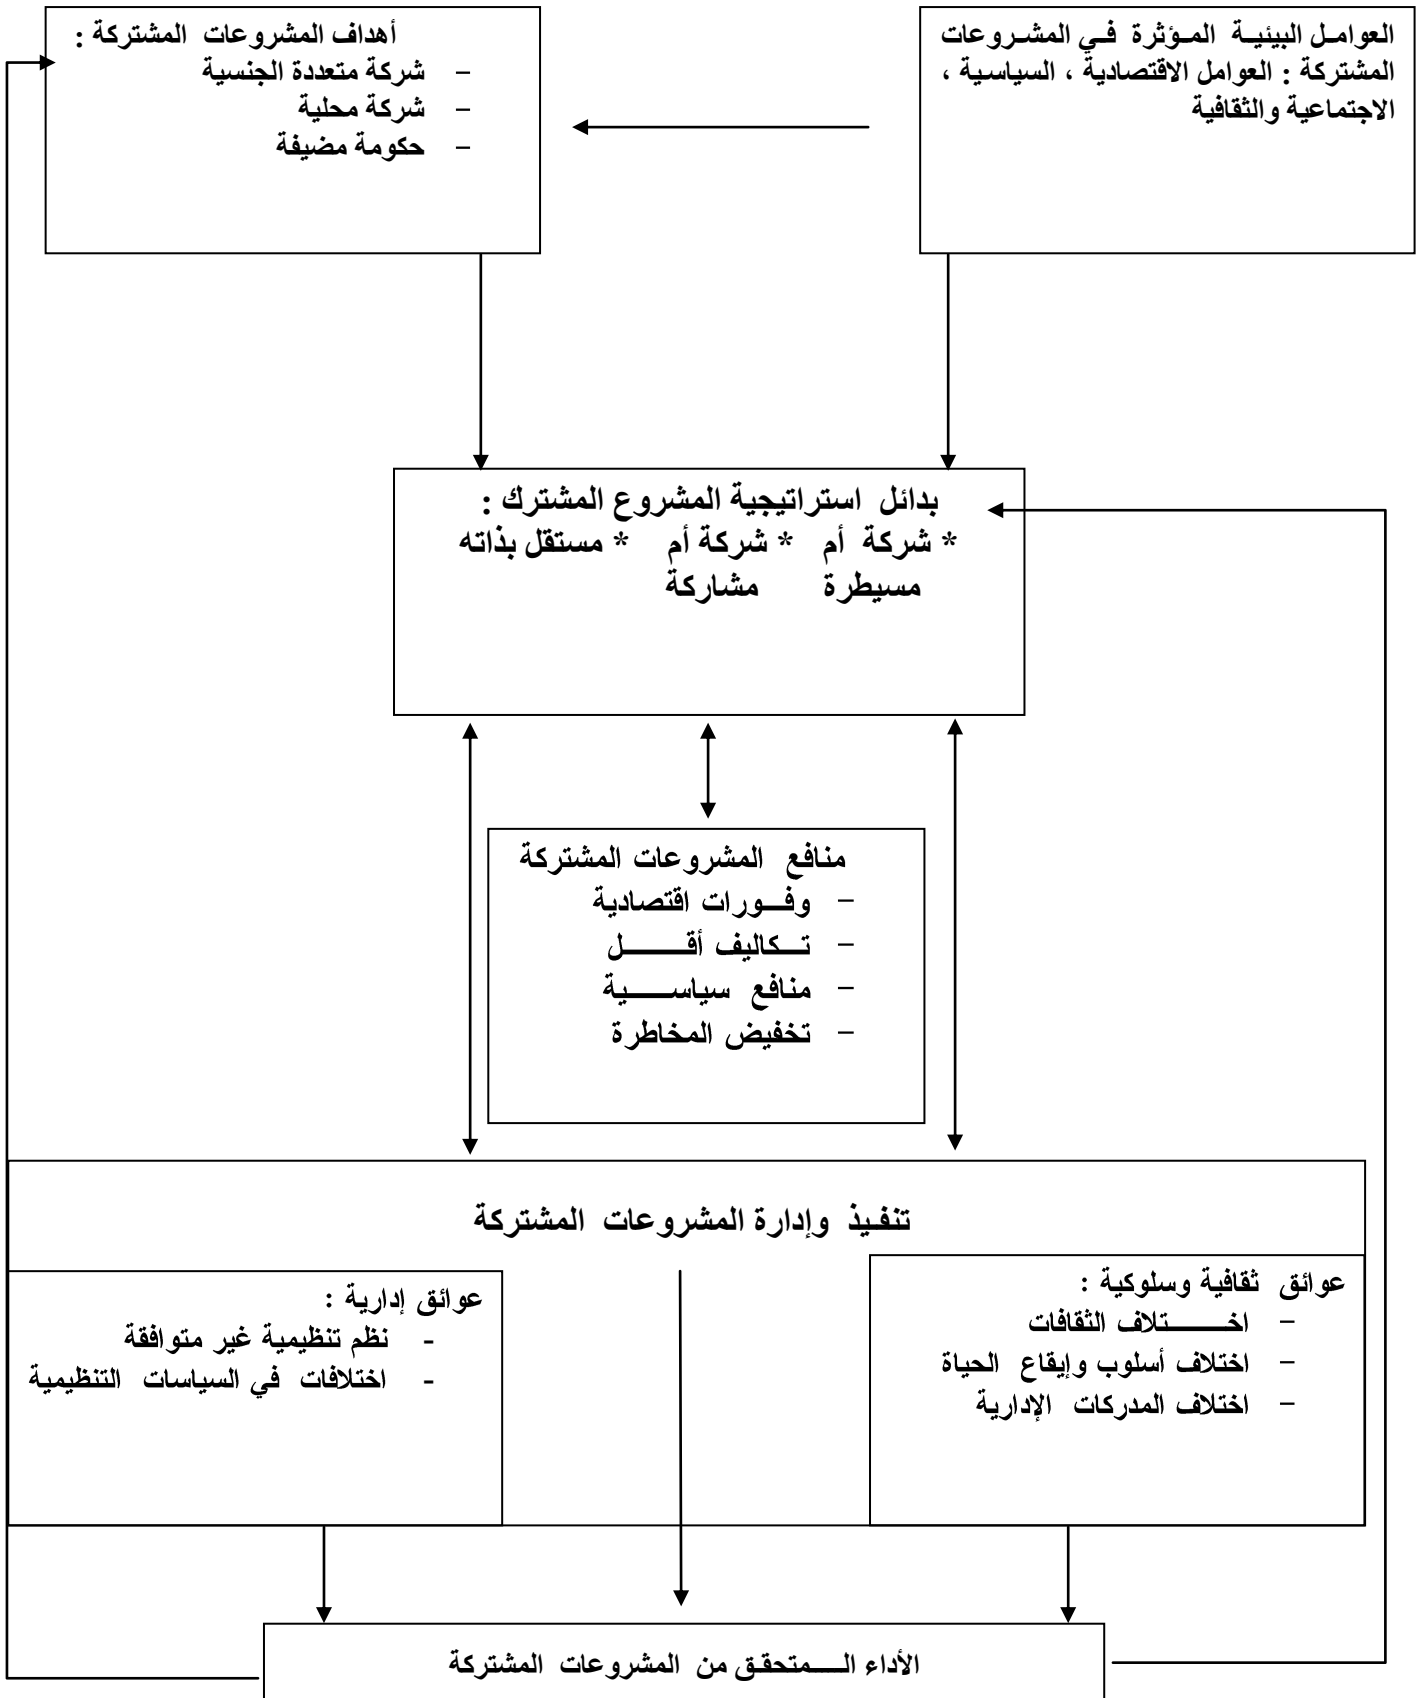 العوامل البيئية المؤثرة في المشروعات
المشتركة : العوامل الاقتصادية ، السياسية ،
الاجتماعية والثقافية
أهداف المشروعات المشتركة :
- شركة متعددة الجنسية
- شركة محلية
- حكومة مضيفة
بدائل استراتيجية المشروع المشترك :
* شركة أم * شركة أم * مستقل بذاته
مسيطرة مشاركة
منافع المشروعات المشتركة
- وفورات اقتصادية
- تكاليف أقل
- منافع سياسية
- تخفيض المخاطرة
تنفيذ وإدارة المشروعات المشتركة
عوائق ثقافية وسلوكية :
- اختلاف الثقافات
- اختلاف أسلوب وإيقاع الحياة
- اختلاف المدركات الإدارية
عوائق إدارية :
- نظم تنظيمية غير متوافقة
- اختلافات في السياسات التنظيمية
الأداء المتحقق من المشروعات المشتركة